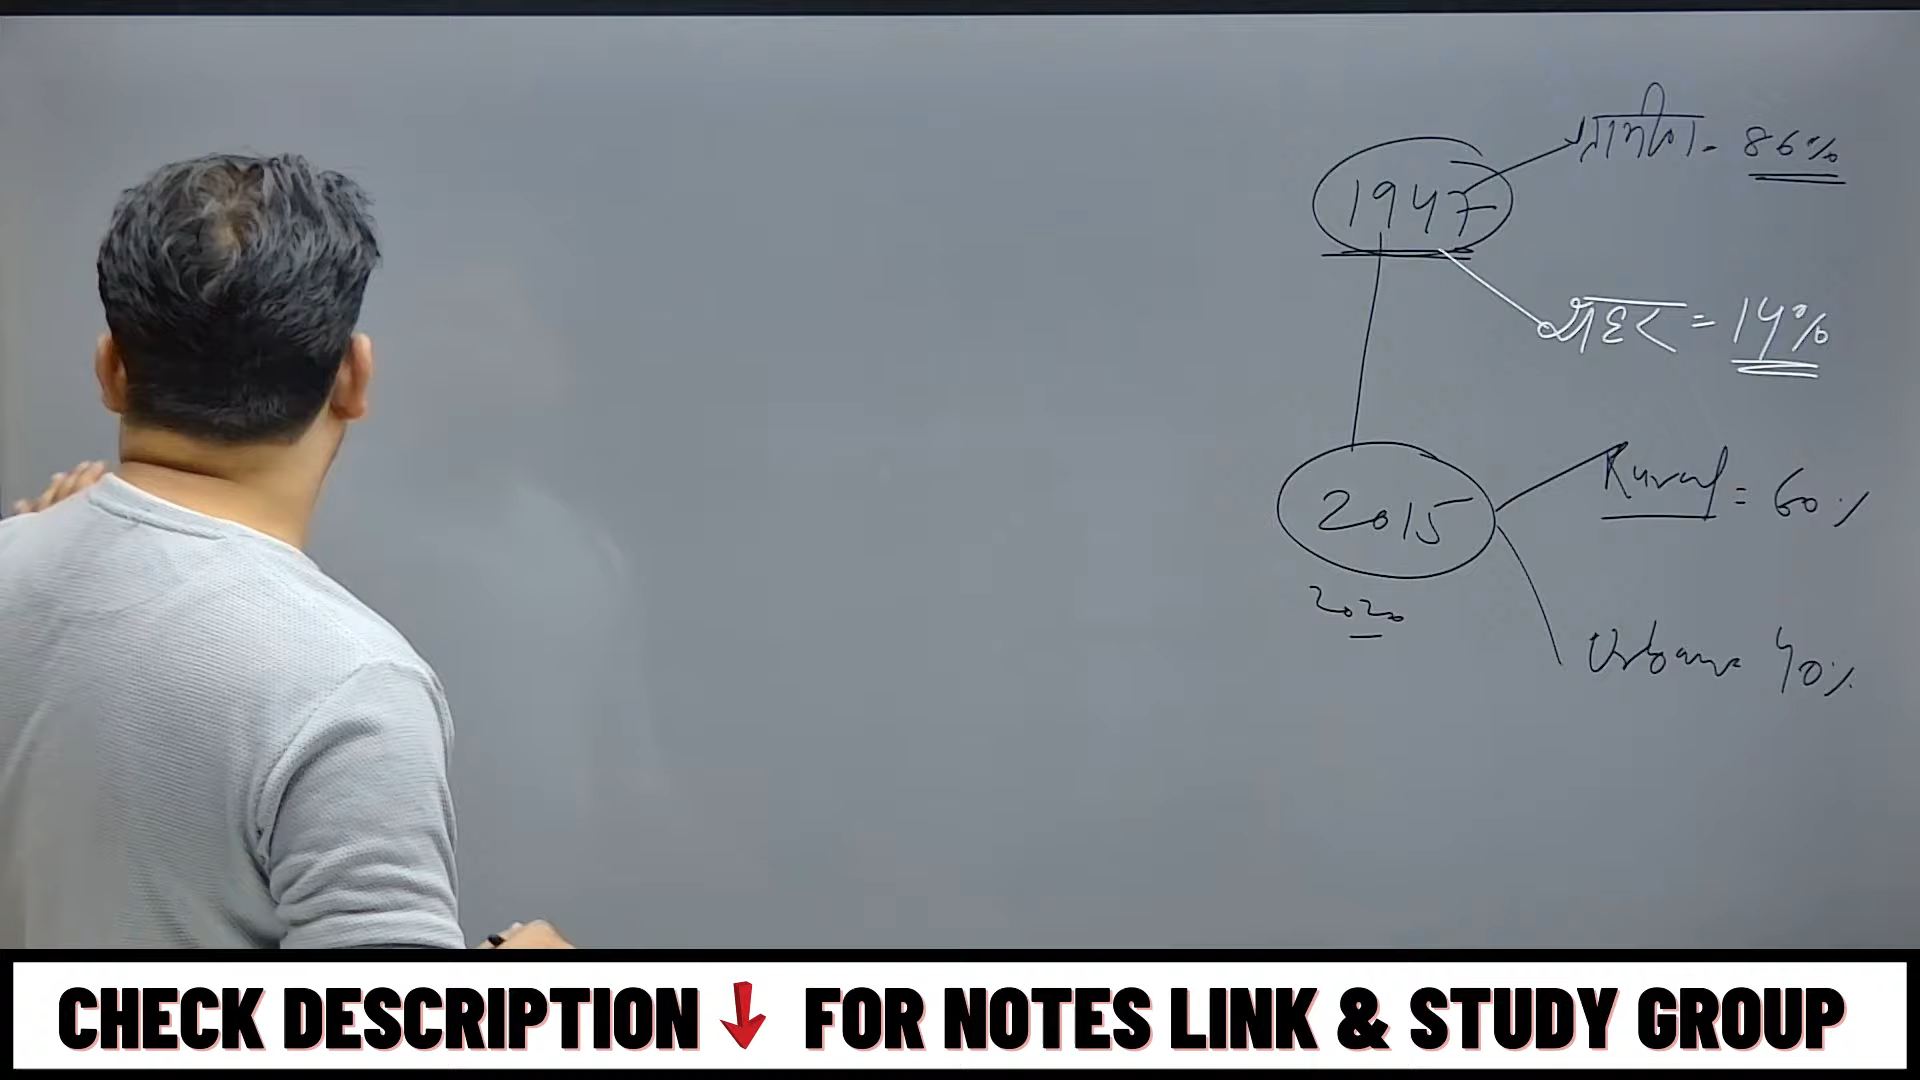 ग्रामीण - 86%
1947
शहर = 14%
Rural = 60%
2015
2020
Urban = 40%
CHECK DESCRIPTION FOR NOTES LINK & STUDY GROUP